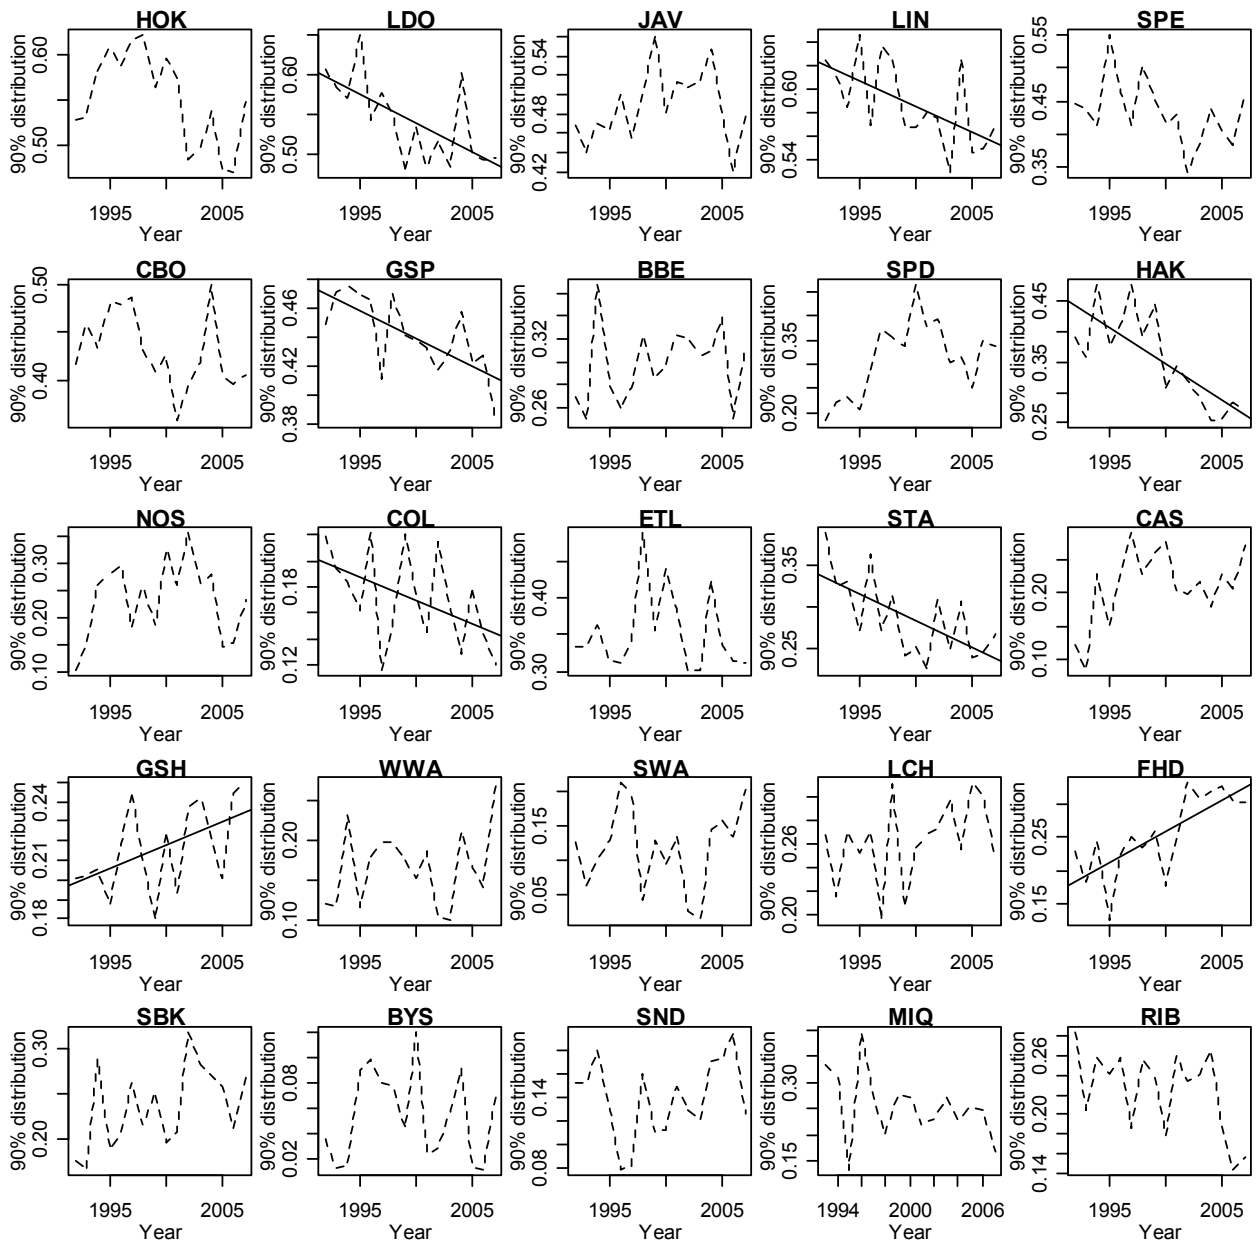 HOK
90% distribution
0.50 0.60
1995 2005
Year
LDO
90% distribution
0.50 0.60
1995 2005
Year
JAV
90% distribution
0.42 0.48 0.54
1995 2005
Year
LIN
90% distribution
0.54 0.60
1995 2005
Year
SPE
90% distribution
0.35 0.45 0.55
1995 2005
Year
CBO
90% distribution
0.40 0.50
1995 2005
Year
GSP
90% distribution
0.38 0.42 0.46
1995 2005
Year
BBE
90% distribution
0.26 0.32
1995 2005
Year
SPD
90% distribution
0.20 0.35
1995 2005
Year
HAK
90% distribution
0.25 0.35 0.45
1995 2005
Year
NOS
90% distribution
0.10 0.20 0.30
1995 2005
Year
COL
90% distribution
0.12 0.18
1995 2005
Year
ETL
90% distribution
0.30 0.40
1995 2005
Year
STA
90% distribution
0.25 0.35
1995 2005
Year
CAS
90% distribution
0.10 0.20
1995 2005
Year
GSH
90% distribution
0.18 0.21 0.24
1995 2005
Year
WWA
90% distribution
0.10 0.20
1995 2005
Year
SWA
90% distribution
0.05 0.15
1995 2005
Year
LCH
90% distribution
0.20 0.26
1995 2005
Year
FHD
90% distribution
0.15 0.25
1995 2005
Year
SBK
90% distribution
0.20 0.30
1995 2005
Year
BYS
90% distribution
0.02 0.08
1995 2005
Year
SND
90% distribution
0.08 0.14
1995 2005
Year
MIQ
90% distribution
0.15 0.30
1994 2000 2006
Year
RIB
90% distribution
0.14 0.20 0.26
1995 2005
Year